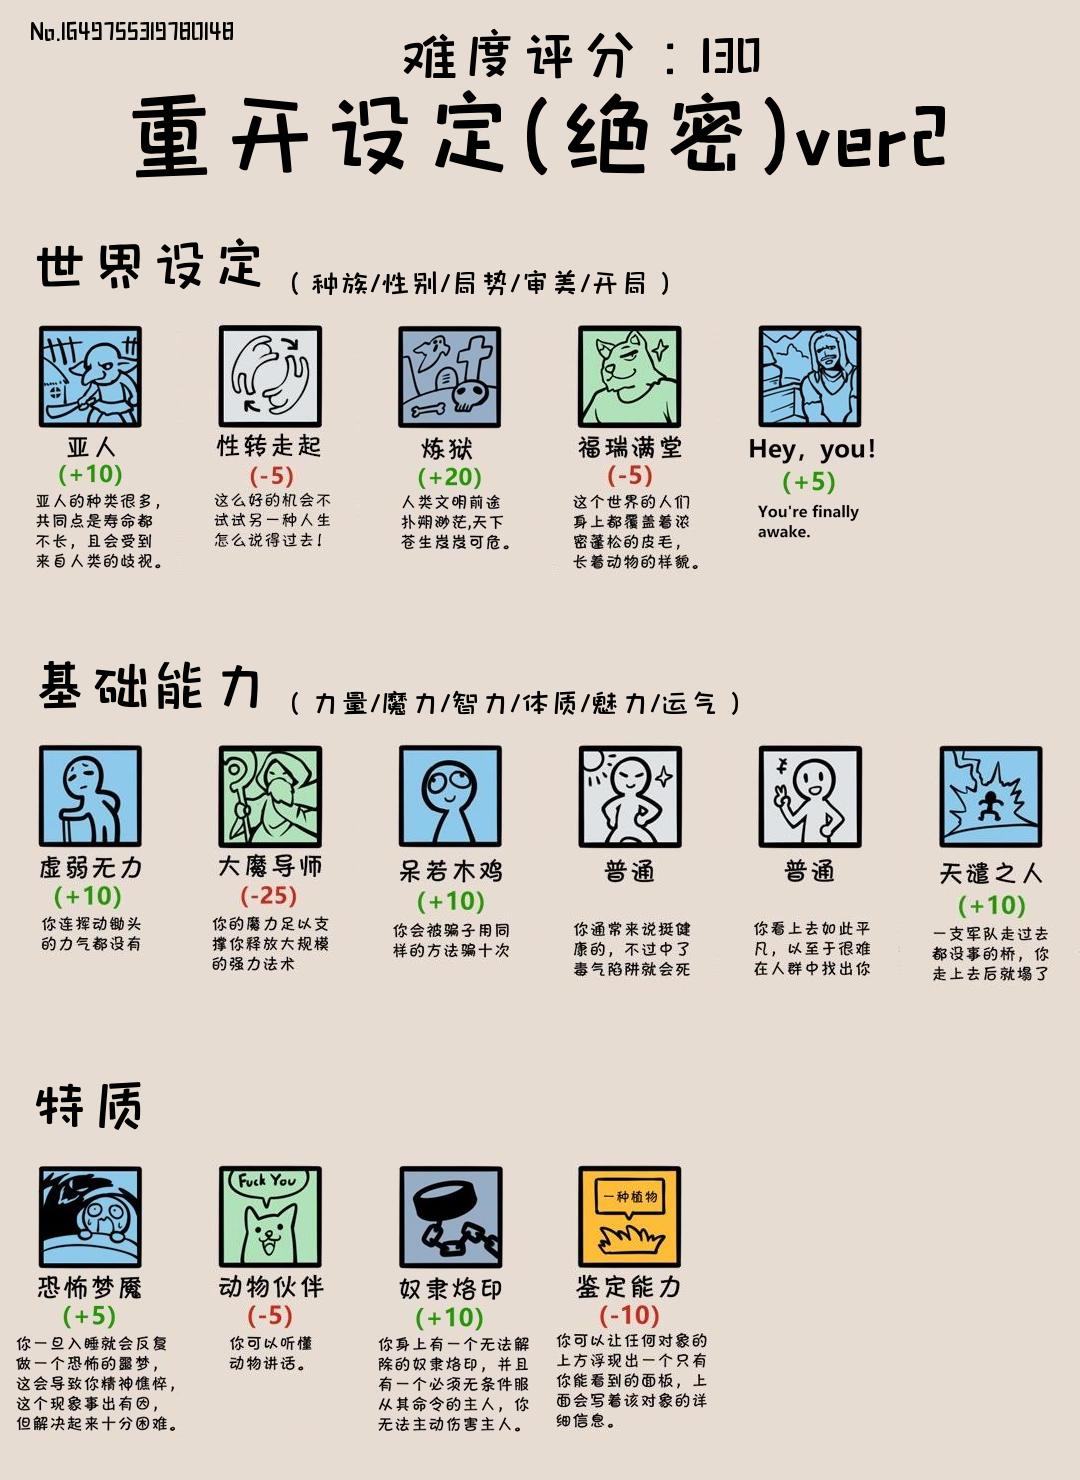 No.1649755319780148
难度评分：130
重开设定(绝密)ver2
世界设定（种族/性别/局势/审美/开局）
亚人
(+10)
亚人的种类很多，
共同点是寿命都
不长，且会受到
来自人类的歧视。
性转走起
(-5)
这么好的机会不
试试另一种人生
怎么说得过去！
炼狱
(+20)
人类文明前途
扑朔渺茫,天下
苍生岌岌可危。
福瑞满堂
(-5)
这个世界的人们
身上都覆盖着浓
密蓬松的皮毛，
长着动物的样貌。
Hey, you!
(+5)
You're finally
awake.
基础能力（力量/魔力/智力/体质/魅力/运气）
虚弱无力
(+10)
你连挥动锄头
的力气都没有
大魔导师
(-25)
你的魔力足以支
撑你释放大规模
的强力法术
呆若木鸡
(+10)
你会被骗子用同
样的方法骗十次
普通
你通常来说挺健
康的，不过中了
毒气陷阱就会死
普通
你看上去如此平
凡，以至于很难
在人群中找出你
天谴之人
(+10)
一支军队走过去
都没事的桥，你
走上去后就塌了
特质
恐怖梦魇
(+5)
你一旦入睡就会反复
做一个恐怖的噩梦，
这会导致你精神憔悴，
这个现象事出有因，
但解决起来十分困难。
Fuck You
动物伙伴
(-5)
你可以听懂
动物讲话。
奴隶烙印
(+10)
你身上有一个无法解
除的奴隶烙印，并且
有一个必须无条件服
从其命令的主人，你
无法主动伤害主人。
一种植物
鉴定能力
(-10)
你可以让任何对象的
上方浮现出一个只有
你能看到的面板，上
面会写着该对象的详
细信息。